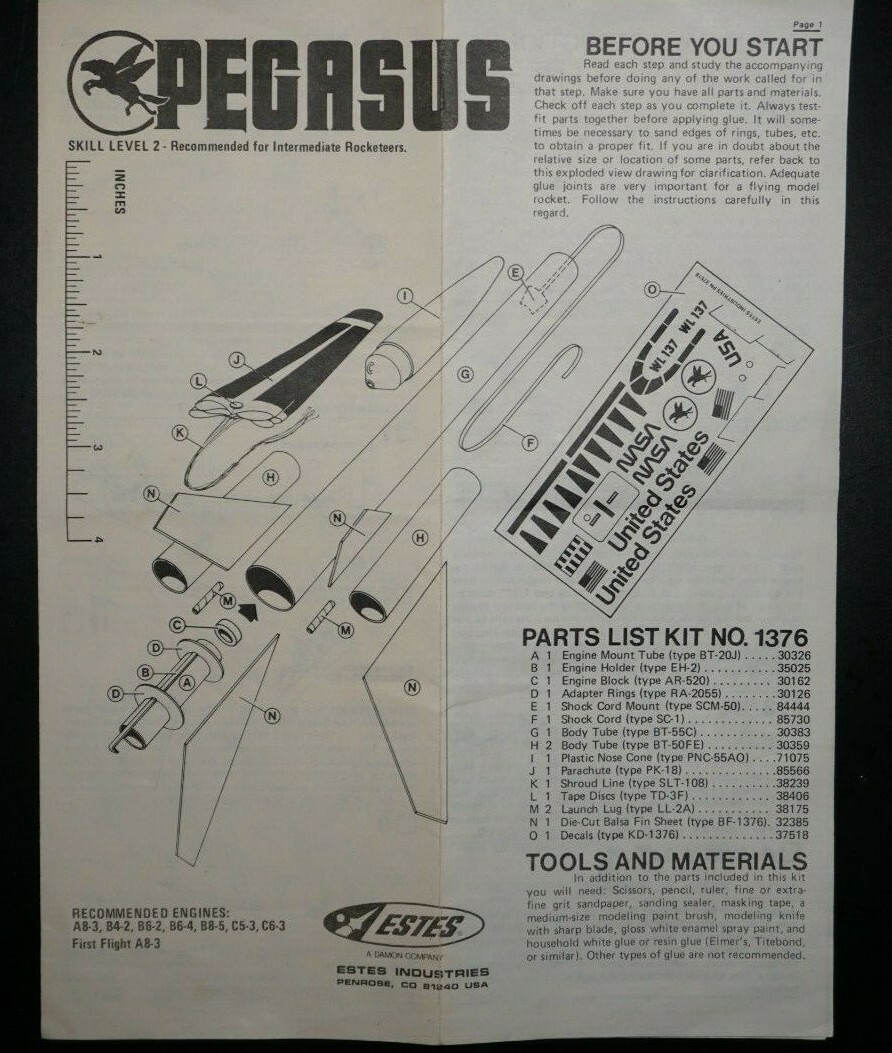 Page 1
PEGASUS
SKILL LEVEL 2 - Recommended for Intermediate Rocketeers.
BEFORE YOU START
Read each step and study the accompanying
drawings before doing any of the work called for in
that step. Make sure you have all parts and materials.
Check off each step as you complete it. Always test-
fit parts together before applying glue. It will some-
times be necessary to sand edges of rings, tubes, etc.
to obtain a proper fit. If you are in doubt about the
relative size or location of some parts, refer back to
this exploded view drawing for clarification. Adequate
glue joints are very important for a flying model
rocket. Follow the instructions carefully in this
regard.
INCHES
1
2
3
4
E
I
O
J
G
L
K
F
H
N
N
H
M
C
M
D
B
A
D
N
N
ESTES INDUSTRIES PN 37518
ESTES INDUSTRIES
WL 137
WL 137
USA
NASA
NASA
United States
United States
PARTS LIST KIT NO. 1376
A 1 Engine Mount Tube (type BT-20J) ..... 30326
B 1 Engine Holder (type EH-2) ........... 35025
C 1 Engine Block (type AR-520) ......... 30162
D 1 Adapter Rings (type RA-2055) ........ 30126
E 1 Shock Cord Mount (type SCM-50) ..... 84444
F 1 Shock Cord (type SC-1) ............. 85730
G 1 Body Tube (type BT-55C) ............ 30383
H 2 Body Tube (type BT-50FE) .......... 30359
I 1 Plastic Nose Cone (type PNC-55AO) .... 71075
J 1 Parachute (type PK-18) .............. 85566
K 1 Shroud Line (type SLT-108) .......... 38239
L 1 Tape Discs (type TD-3F) ............ 38406
M 2 Launch Lug (type LL-2A) ........... 38175
N 1 Die-Cut Balsa Fin Sheet (type BF-1376). 32385
O 1 Decals (type KD-1376) .............. 37518
TOOLS AND MATERIALS
In addition to the parts included in this kit
you will need: Scissors, pencil, ruler, fine or extra-
fine grit sandpaper, sanding sealer, masking tape, a
medium-size modeling paint brush, modeling knife
with sharp blade, gloss white enamel spray paint, and
household white glue or resin glue (Elmer's, Titebond,
or similar). Other types of glue are not recommended.
RECOMMENDED ENGINES:
A8-3, B4-2, B6-2, B6-4, B8-5, C5-3, C6-3
First Flight A8-3
ESTES
A DAMON COMPANY
ESTES INDUSTRIES
PENROSE, CO 81240 USA